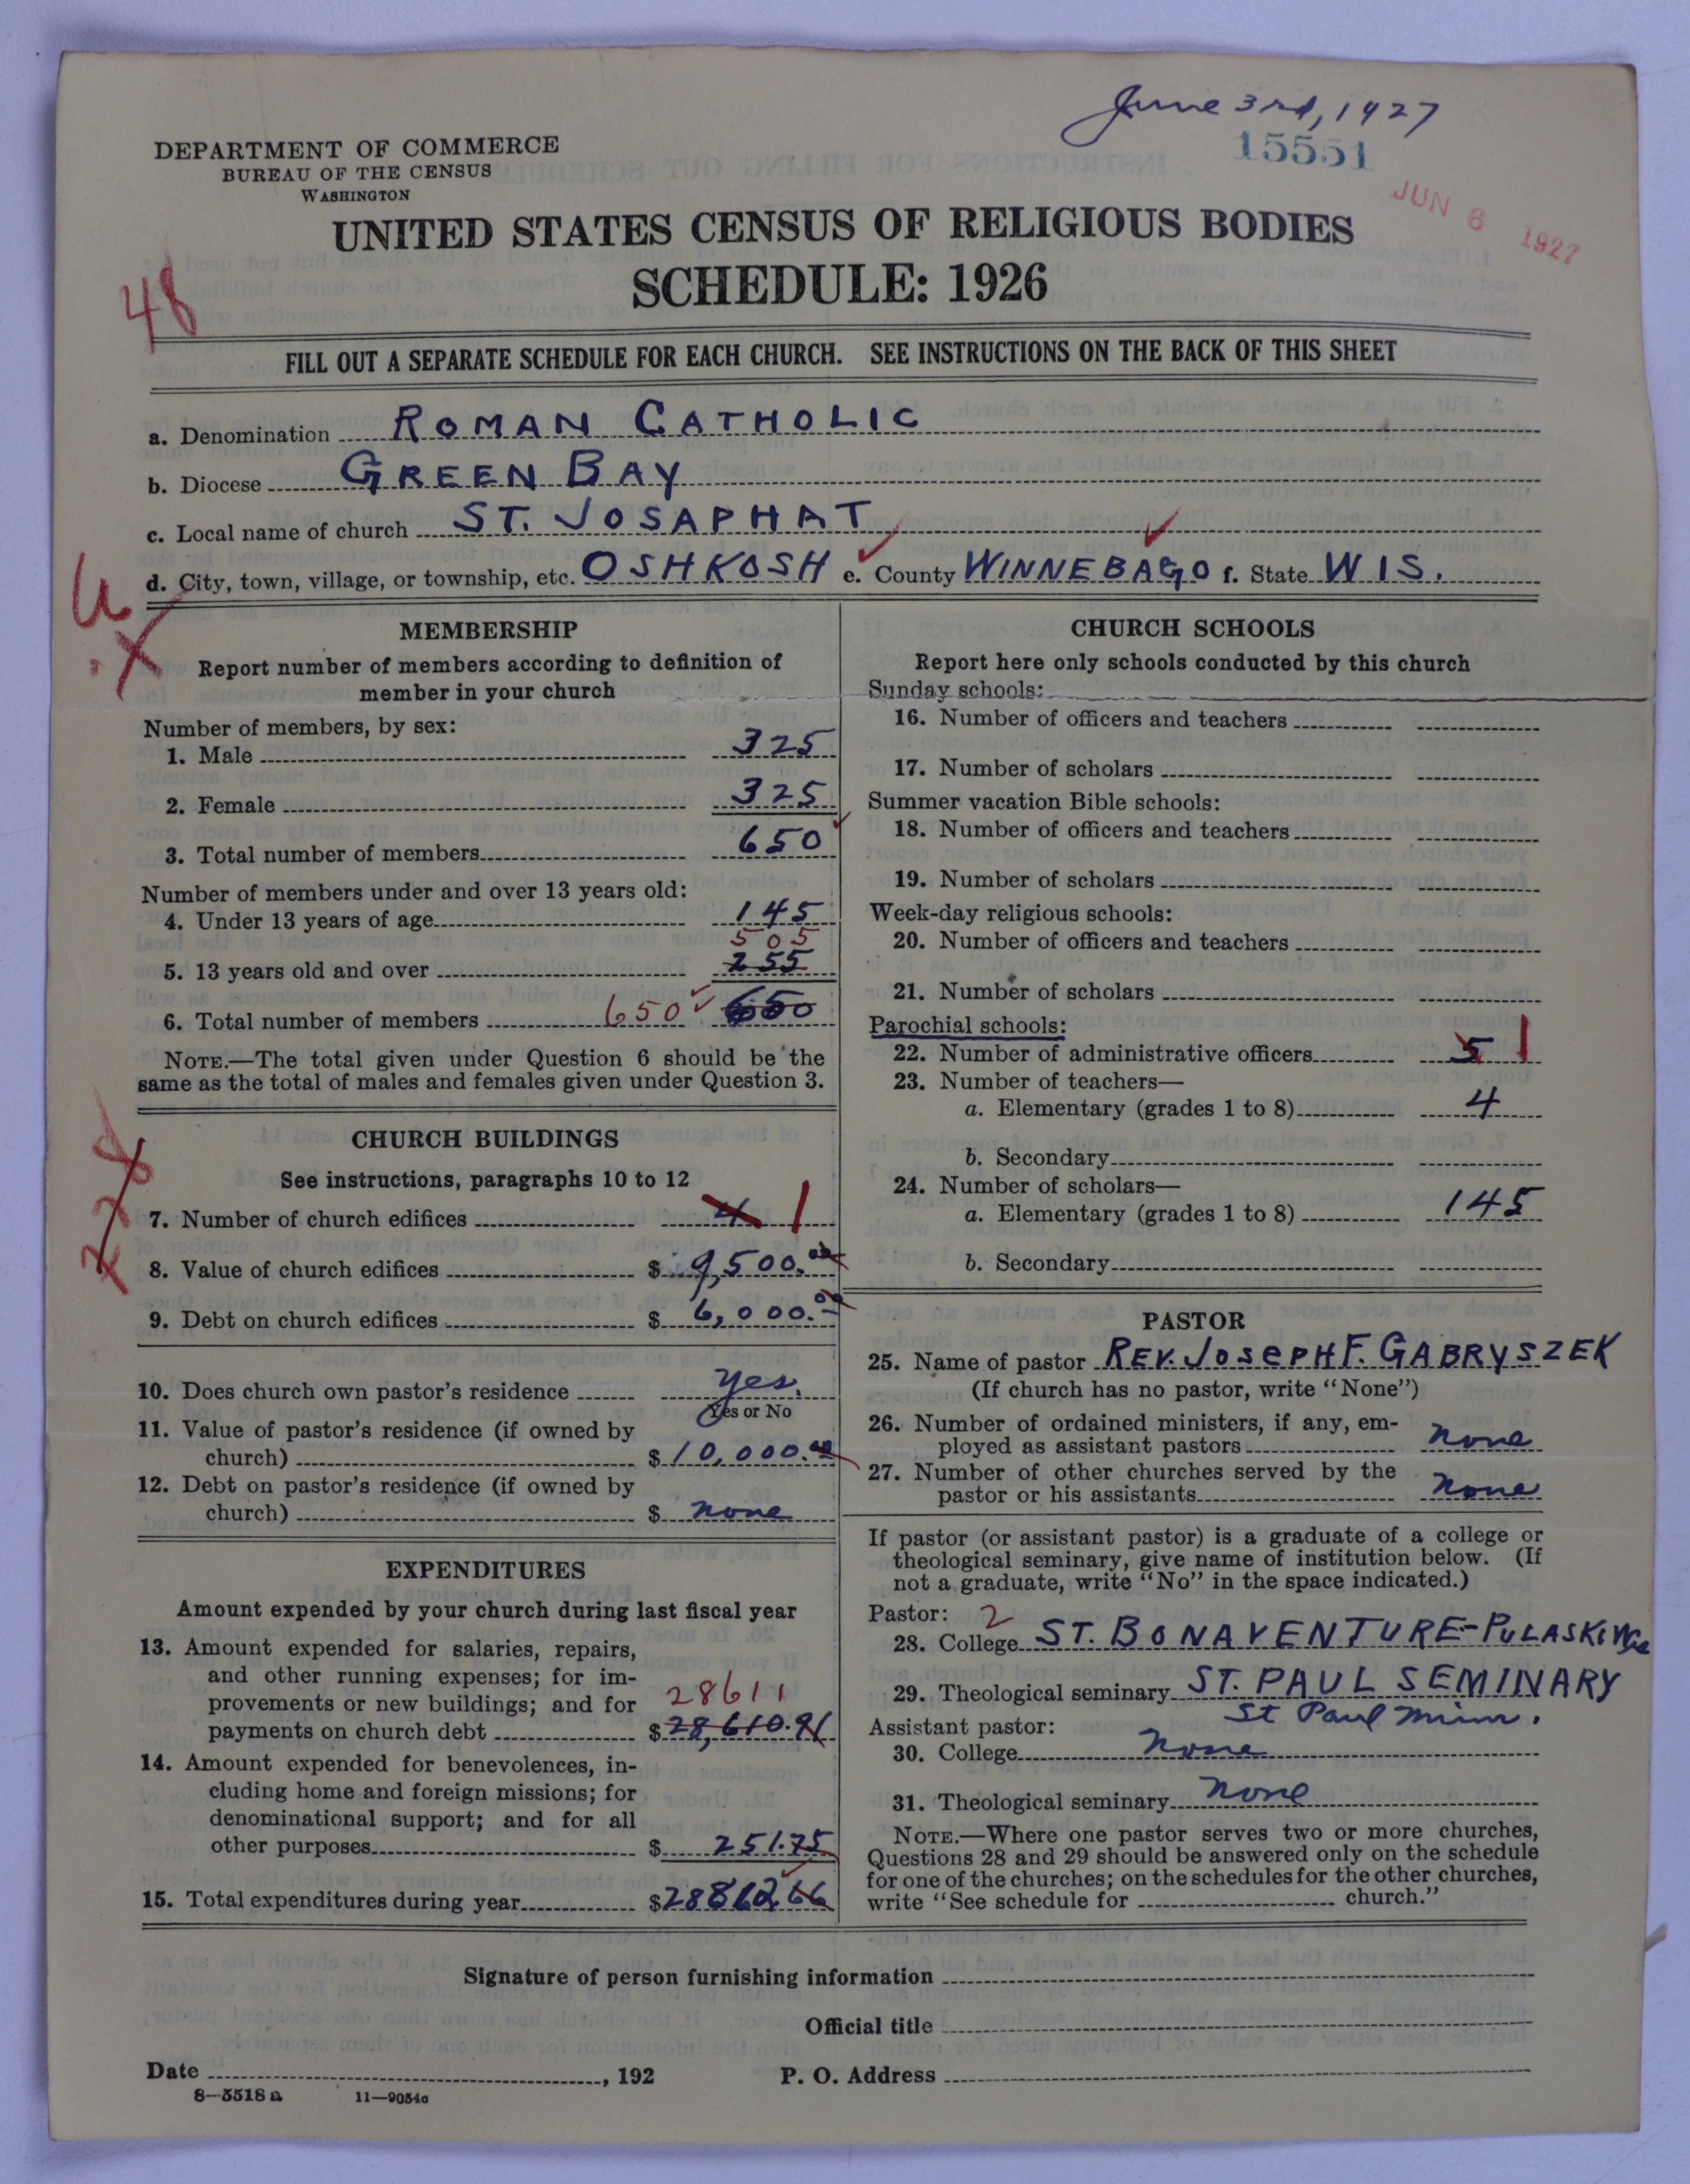 June 3rd, 1927
15551
JUN 6 1927
DEPARTMENT OF COMMERCE
BUREAU OF THE CENSUS
WASHINGTON
UNITED STATES CENSUS OF RELIGIOUS BODIES
SCHEDULE: 1926
48
FILL OUT A SEPARATE SCHEDULE FOR EACH CHURCH. SEE INSTRUCTIONS ON THE BACK OF THIS SHEET
a. Denomination ROMAN CATHOLIC
b. Diocese GREEN BAY
c. Local name of church ST. JOSAPHAT
d. City, town, village, or township, etc. OSHKOSH e. County WINNEBAGO f. State WIS.
MEMBERSHIP
Report number of members according to definition of
member in your church
Number of members, by sex:
1. Male 325
2. Female 325
3. Total number of members 650
Number of members under and over 13 years old:
4. Under 13 years of age 145
505
5. 13 years old and over 255
6. Total number of members 650 650
NOTE.—The total given under Question 6 should be the
same as the total of males and females given under Question 3.
CHURCH BUILDINGS
See instructions, paragraphs 10 to 12
7. Number of church edifices 4 1
8. Value of church edifices $ 9,500.00
9. Debt on church edifices $ 6,000.00
10. Does church own pastor's residence yes.
Yes or No
11. Value of pastor's residence (if owned by
church) $ 10,000.00
12. Debt on pastor's residence (if owned by
church) $ none
EXPENDITURES
Amount expended by your church during last fiscal year
13. Amount expended for salaries, repairs,
and other running expenses; for im-
provements or new buildings; and for 28611
payments on church debt $ 28,610.91
14. Amount expended for benevolences, in-
cluding home and foreign missions; for
denominational support; and for all
other purposes $ 251.75
15. Total expenditures during year $ 28862.66
CHURCH SCHOOLS
Report here only schools conducted by this church
Sunday schools:
16. Number of officers and teachers
17. Number of scholars
Summer vacation Bible schools:
18. Number of officers and teachers
19. Number of scholars
Week-day religious schools:
20. Number of officers and teachers
21. Number of scholars
Parochial schools:
22. Number of administrative officers 5 1
23. Number of teachers—
a. Elementary (grades 1 to 8) 4
b. Secondary
24. Number of scholars—
a. Elementary (grades 1 to 8) 145
b. Secondary
PASTOR
25. Name of pastor REV. JOSEPH F. GABRYSZEK
(If church has no pastor, write "None")
26. Number of ordained ministers, if any, em-
ployed as assistant pastors none
27. Number of other churches served by the
pastor or his assistants none
If pastor (or assistant pastor) is a graduate of a college or
theological seminary, give name of institution below. (If
not a graduate, write "No" in the space indicated.)
Pastor: 2
28. College ST. BONAVENTURE-PULASKI Wis
29. Theological seminary ST. PAUL SEMINARY
St Paul Minn.
Assistant pastor:
30. College none
31. Theological seminary none
NOTE.—Where one pastor serves two or more churches,
Questions 28 and 29 should be answered only on the schedule
for one of the churches; on the schedules for the other churches,
write "See schedule for church."
Signature of person furnishing information
Official title
Date , 192 P. O. Address
8—5518 a 11—9054a